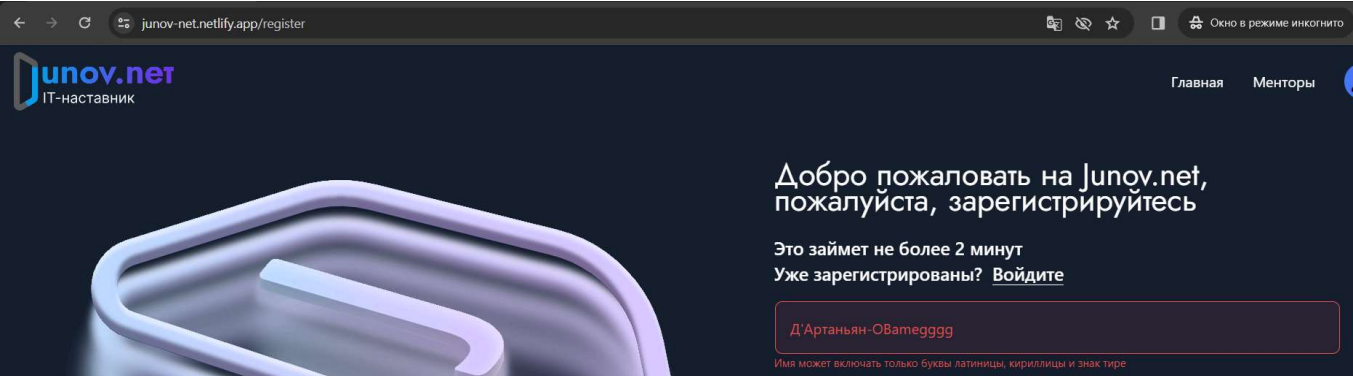 junov-net.netlify.app/register
Окно в режиме инкогнито
Junov.net
IT-наставник
Главная
Менторы
Добро пожаловать на Junov.net,
пожалуйста, зарегистрируйтесь
Это займет не более 2 минут
Уже зарегистрированы? Войдите
Д'Артаньян-ОВаmegggg
Имя может включать только буквы латиницы, кириллицы и знак тире